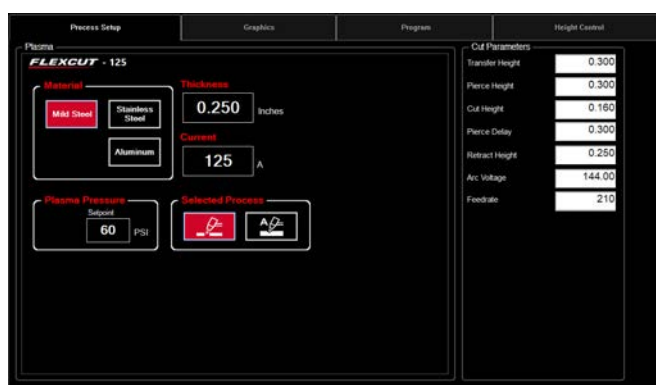 Process Setup
Graphics
Program
Height Control
Plasma
FLEXCUT - 125
Material
Mild Steel
Stainless
Steel
Aluminum
Thickness
0.250 Inches
Current
125 A
Plasma Pressure
Setpoint
60 PSI
Selected Process
A
Cut Parameters
Transfer Height 0.300
Pierce Height 0.300
Cut Height 0.160
Pierce Delay 0.300
Retract Height 0.250
Arc Voltage 144.00
Feedrate 210